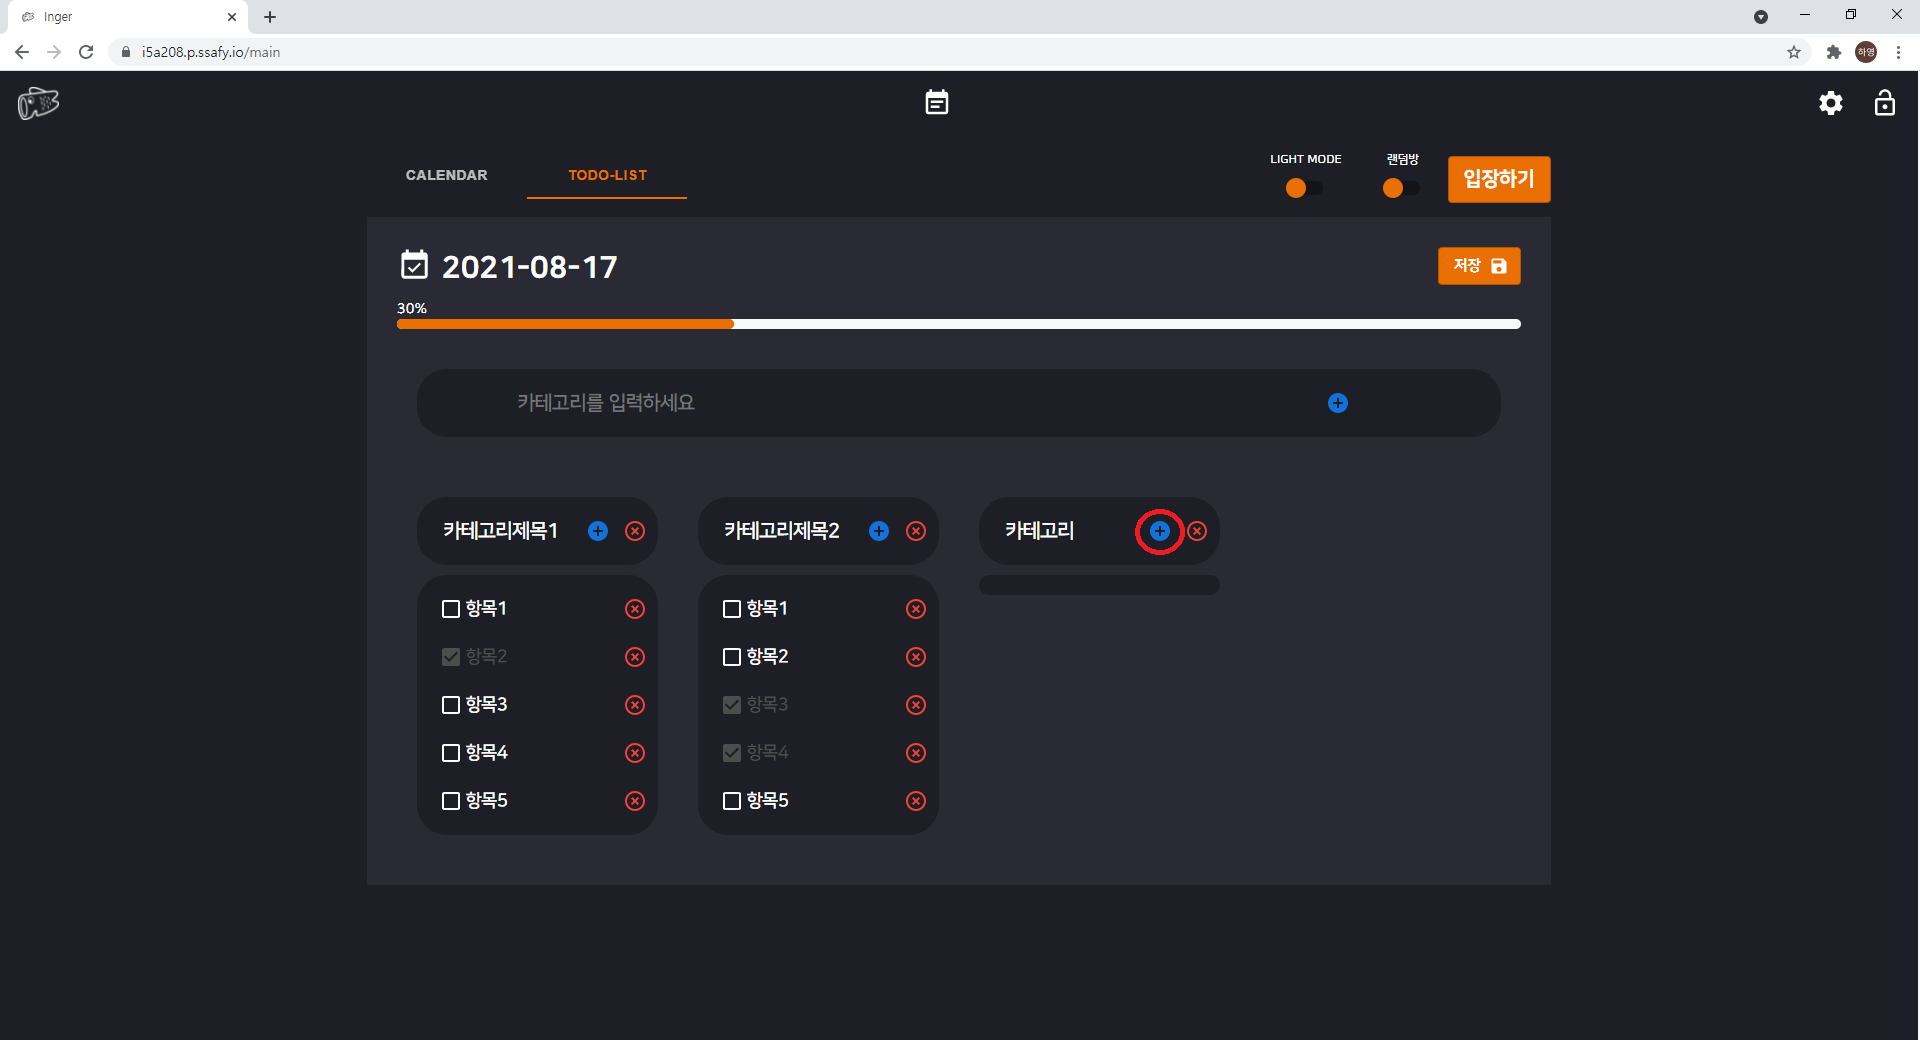 Inger
i5a208.p.ssafy.io/main
하영
CALENDAR
TODO-LIST
LIGHT MODE
랜덤방
입장하기
2021-08-17
저장
30%
카테고리를 입력하세요
카테고리제목1
카테고리제목2
카테고리
항목1
항목2
항목3
항목4
항목5
항목1
항목2
항목3
항목4
항목5